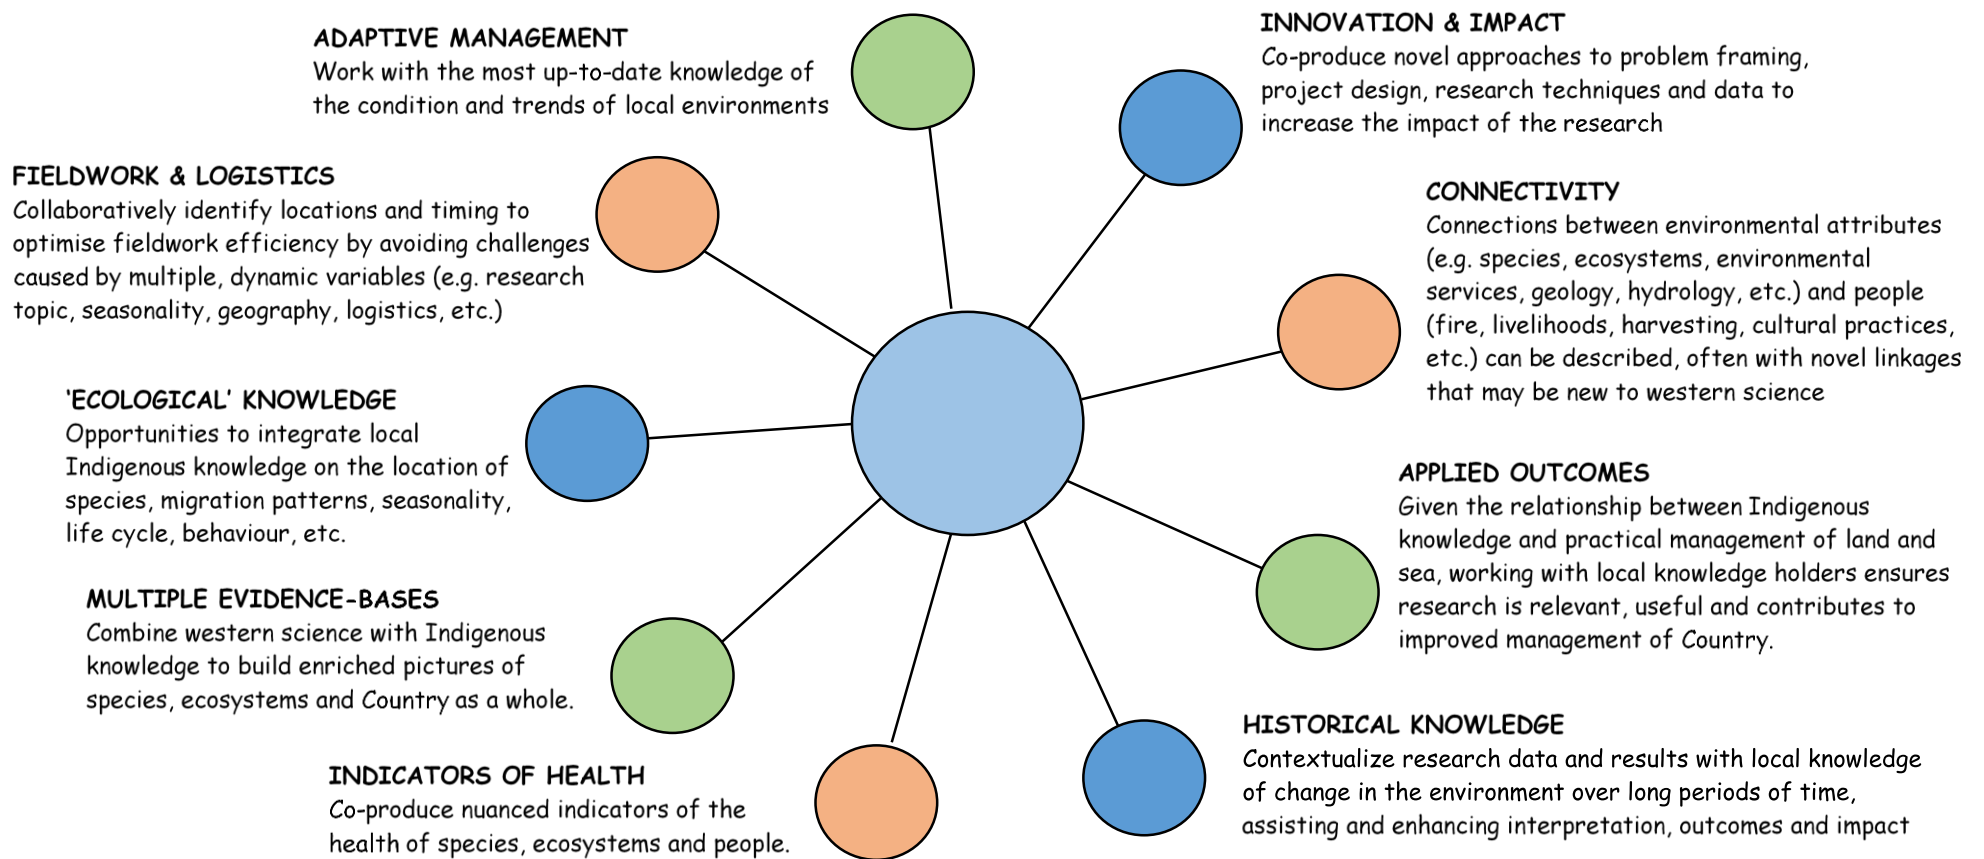 ADAPTIVE MANAGEMENT
Work with the most up-to-date knowledge of
the condition and trends of local environments
INNOVATION & IMPACT
Co-produce novel approaches to problem framing,
project design, research techniques and data to
increase the impact of the research
FIELDWORK & LOGISTICS
Collaboratively identify locations and timing to
optimise fieldwork efficiency by avoiding challenges
caused by multiple, dynamic variables (e.g. research
topic, seasonality, geography, logistics, etc.)
CONNECTIVITY
Connections between environmental attributes
(e.g. species, ecosystems, environmental
services, geology, hydrology, etc.) and people
(fire, livelihoods, harvesting, cultural practices,
etc.) can be described, often with novel linkages
that may be new to western science
‘ECOLOGICAL’ KNOWLEDGE
Opportunities to integrate local
Indigenous knowledge on the location of
species, migration patterns, seasonality,
life cycle, behaviour, etc.
APPLIED OUTCOMES
Given the relationship between Indigenous
knowledge and practical management of land and
sea, working with local knowledge holders ensures
research is relevant, useful and contributes to
improved management of Country.
MULTIPLE EVIDENCE-BASES
Combine western science with Indigenous
knowledge to build enriched pictures of
species, ecosystems and Country as a whole.
HISTORICAL KNOWLEDGE
Contextualize research data and results with local knowledge
of change in the environment over long periods of time,
assisting and enhancing interpretation, outcomes and impact
INDICATORS OF HEALTH
Co-produce nuanced indicators of the
health of species, ecosystems and people.